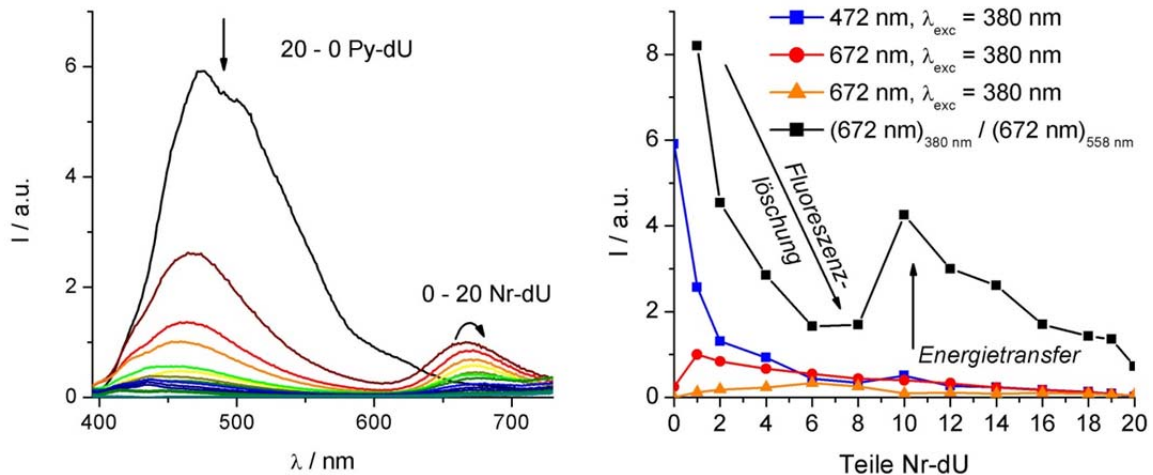 20 - 0 Py-dU
0 - 20 Nr-dU
I / a.u.
6
4
2
0
400 500 600 700
λ / nm
472 nm, λexc = 380 nm
672 nm, λexc = 380 nm
672 nm, λexc = 380 nm
(672 nm)380 nm / (672 nm)558 nm
Fluoreszenz-
löschung
Energietransfer
I / a.u.
8
6
4
2
0
0 2 4 6 8 10 12 14 16 18 20
Teile Nr-dU